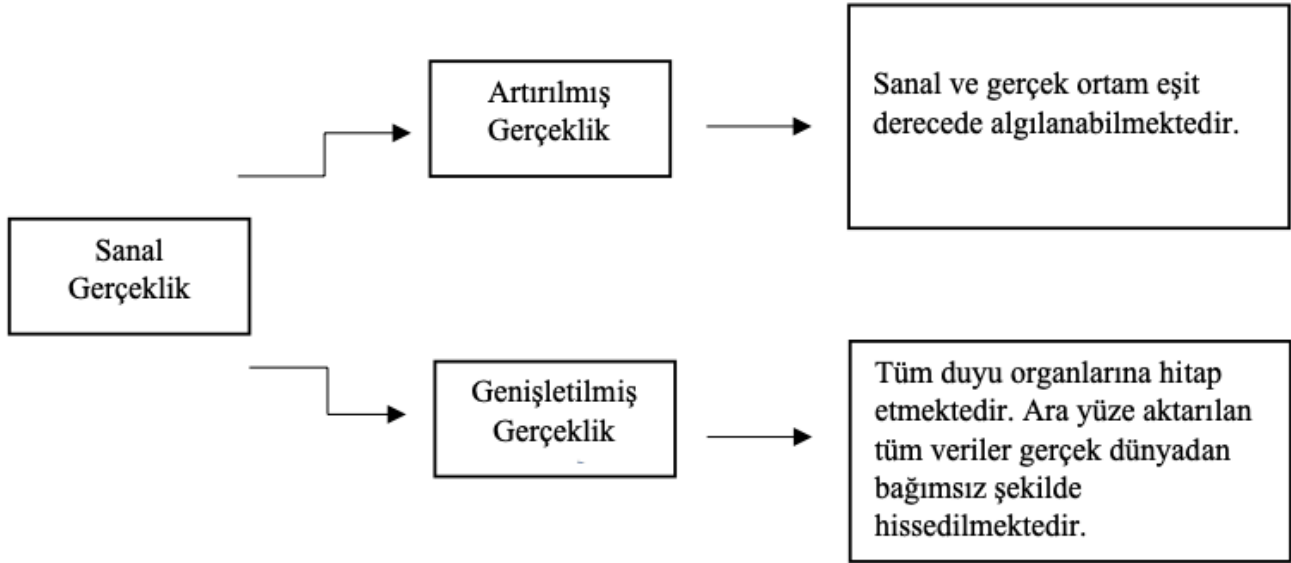 Artırılmış
Gerçeklik
Sanal ve gerçek ortam eşit
derecede algılanabilmektedir.
Sanal
Gerçeklik
Genişletilmiş
Gerçeklik
Tüm duyu organlarına hitap
etmektedir. Ara yüze aktarılan
tüm veriler gerçek dünyadan
bağımsız şekilde
hissedilmektedir.